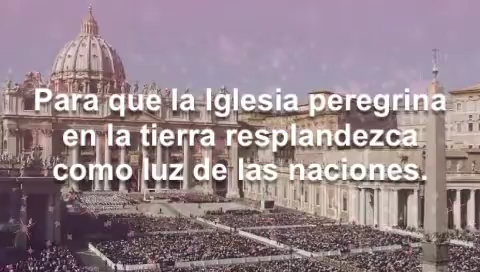 Para que la Iglesia peregrina
en la tierra resplandezca
como luz de las naciones.